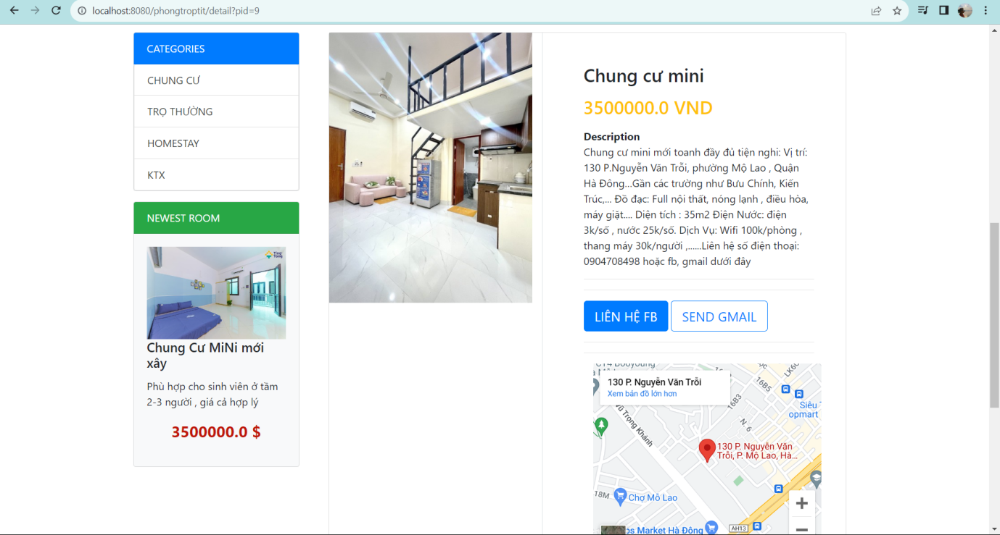 localhost:8080/phongtroptit/detail?pid=9
CATEGORIES
CHUNG CƯ
TRỌ THƯỜNG
HOMESTAY
KTX
NEWEST ROOM
Chung Cư MiNi mới
xây
Phù hợp cho sinh viên ở tầm
2-3 người , giá cả hợp lý
3500000.0 $
Chung cư mini
3500000.0 VND
Description
Chung cư mini mới toanh đầy đủ tiện nghi: Vị trí:
130 P.Nguyễn Văn Trỗi, phường Mộ Lao , Quận
Hà Đông...Gần các trường như Bưu Chính, Kiến
Trúc,... Đồ đạc: Full nội thất, nóng lạnh , điều hòa,
máy giặt.... Diện tích : 35m2 Điện Nước: điện
3k/số , nước 25k/số. Dịch Vụ: Wifi 100k/phòng ,
thang máy 30k/người ,......Liên hệ số điện thoại:
0904708498 hoặc fb, gmail dưới đây
LIÊN HỆ FB
SEND GMAIL
130 P. Nguyễn Văn Trỗi
Xem bản đồ lớn hơn
16B5
LK6
16B3
Siêu T
opmart
Vũ Trọng Khánh
N. 6
130 P. Nguyễn Văn
Trỗi, P. Mộ Lao, Hà...
18M
Chợ Mỗ Lao
os Market Hà Đông
AH13